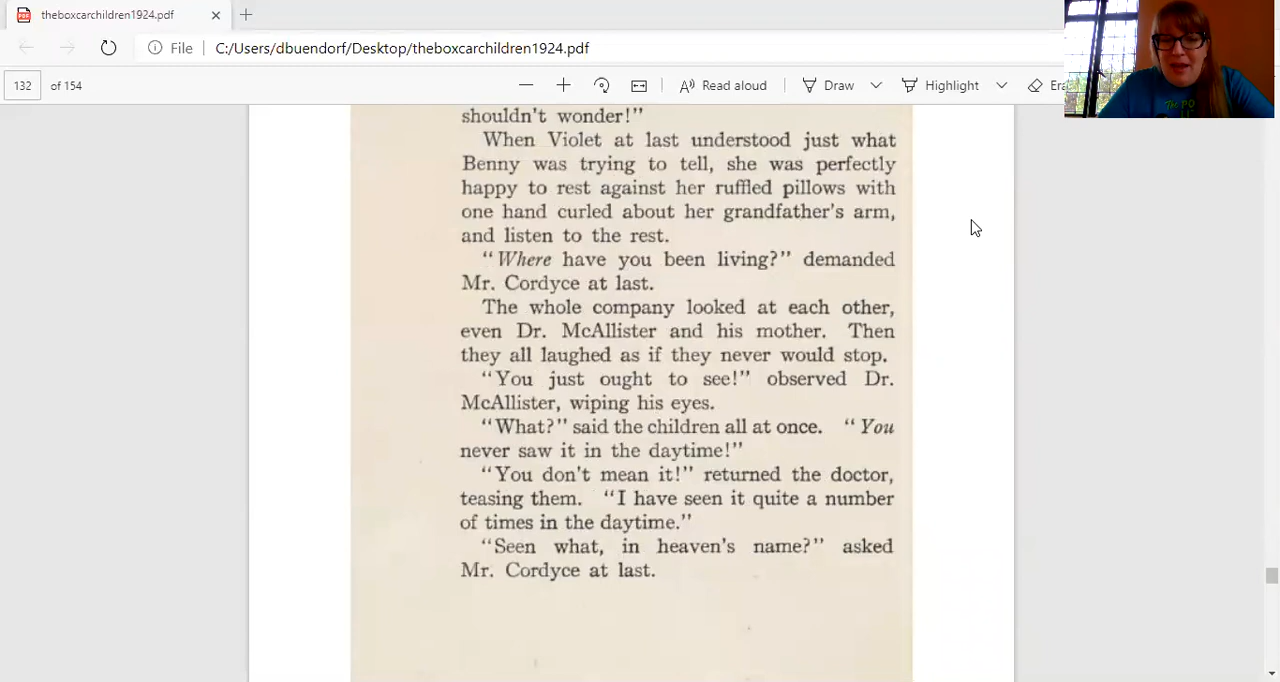 theboxcarchildren1924.pdf
File
C:/Users/dbuendorf/Desktop/theboxcarchildren1924.pdf
132 of 154
Read aloud
Draw
Highlight
shouldn't wonder!"
When Violet at last understood just what
Benny was trying to tell, she was perfectly
happy to rest against her ruffled pillows with
one hand curled about her grandfather's arm,
and listen to the rest.
"Where have you been living?" demanded
Mr. Cordyce at last.
The whole company looked at each other,
even Dr. McAllister and his mother. Then
they all laughed as if they never would stop.
"You just ought to see!" observed Dr.
McAllister, wiping his eyes.
"What?" said the children all at once. "You
never saw it in the daytime!"
"You don't mean it!" returned the doctor,
teasing them. "I have seen it quite a number
of times in the daytime."
"Seen what, in heaven's name?" asked
Mr. Cordyce at last.